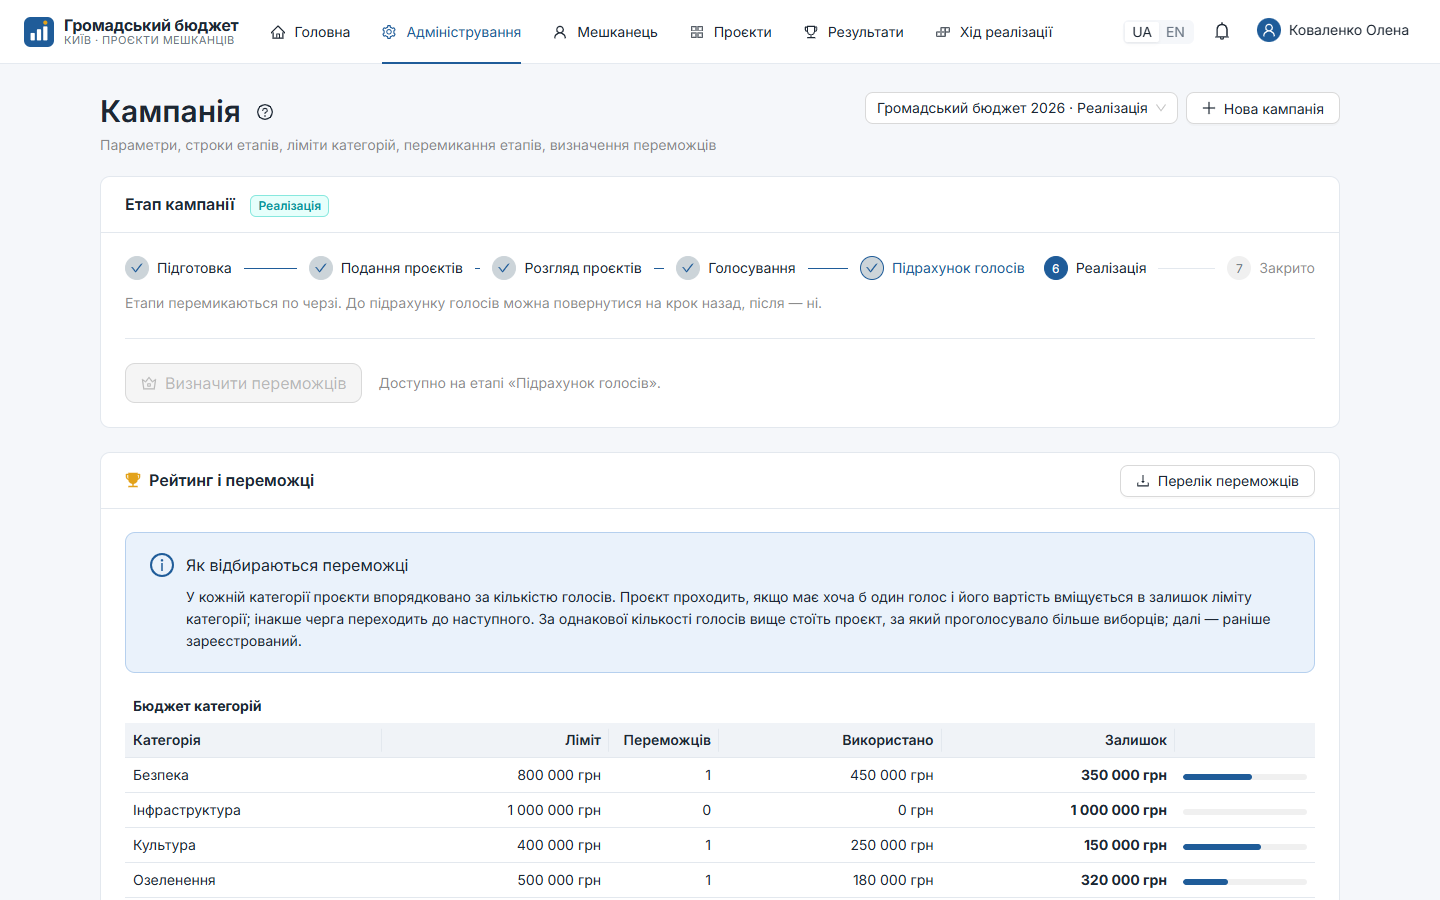 Громадський бюджет
КИЇВ · ПРОЄКТИ МЕШКАНЦІВ
Головна
Адміністрування
Мешканець
Проєкти
Результати
Хід реалізації
UA EN
Коваленко Олена
Кампанія
Громадський бюджет 2026 · Реалізація
Нова кампанія
Параметри, строки етапів, ліміти категорій, перемикання етапів, визначення переможців
Етап кампанії Реалізація
Підготовка
Подання проєктів
Розгляд проєктів
Голосування
Підрахунок голосів
6 Реалізація
7 Закрито
Етапи перемикаються по черзі. До підрахунку голосів можна повернутися на крок назад, після — ні.
Визначити переможців
Доступно на етапі «Підрахунок голосів».
Рейтинг і переможці
Перелік переможців
Як відбираються переможці
У кожній категорії проєкти впорядковано за кількістю голосів. Проєкт проходить, якщо має хоча б один голос і його вартість вміщується в залишок ліміту
категорії; інакше черга переходить до наступного. За однакової кількості голосів вище стоїть проєкт, за який проголосувало більше виборців; далі — раніше
зареєстрований.
Бюджет категорій
Категорія Ліміт Переможців Використано Залишок
Безпека 800 000 грн 1 450 000 грн 350 000 грн
Інфраструктура 1 000 000 грн 0 0 грн 1 000 000 грн
Культура 400 000 грн 1 250 000 грн 150 000 грн
Озеленення 500 000 грн 1 180 000 грн 320 000 грн